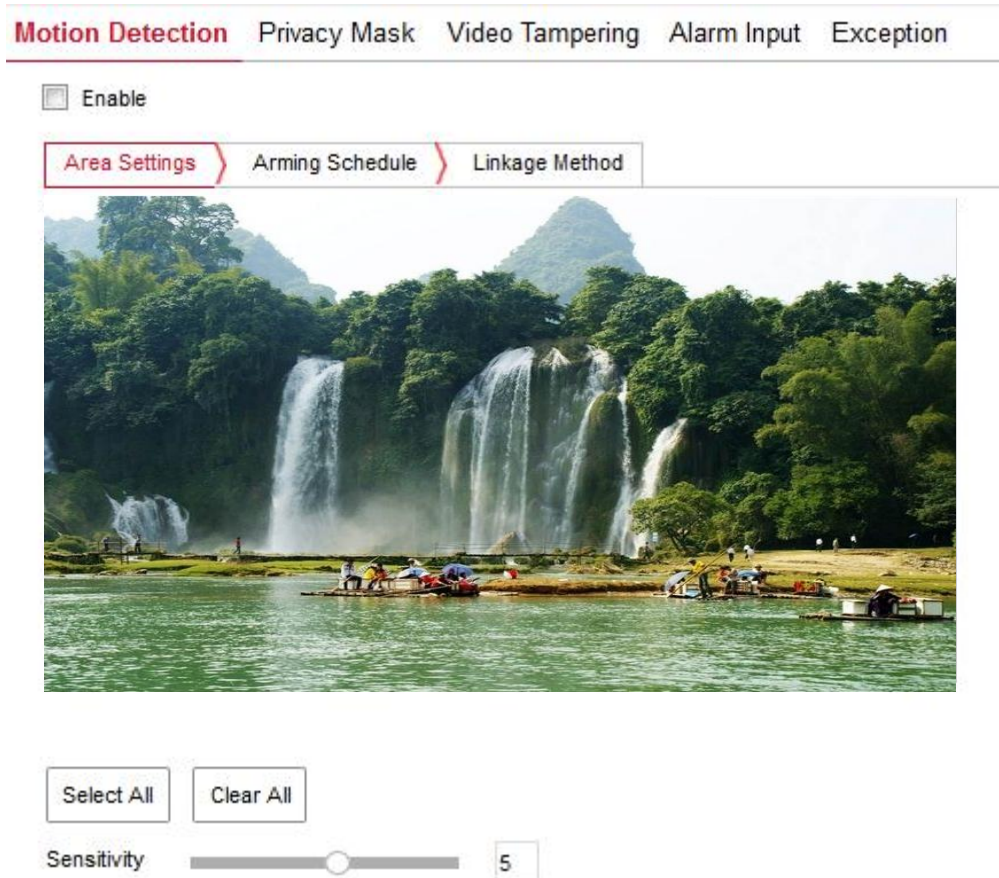 Motion Detection Privacy Mask Video Tampering Alarm Input Exception
Enable
Area Settings Arming Schedule Linkage Method
Select All Clear All
Sensitivity 5